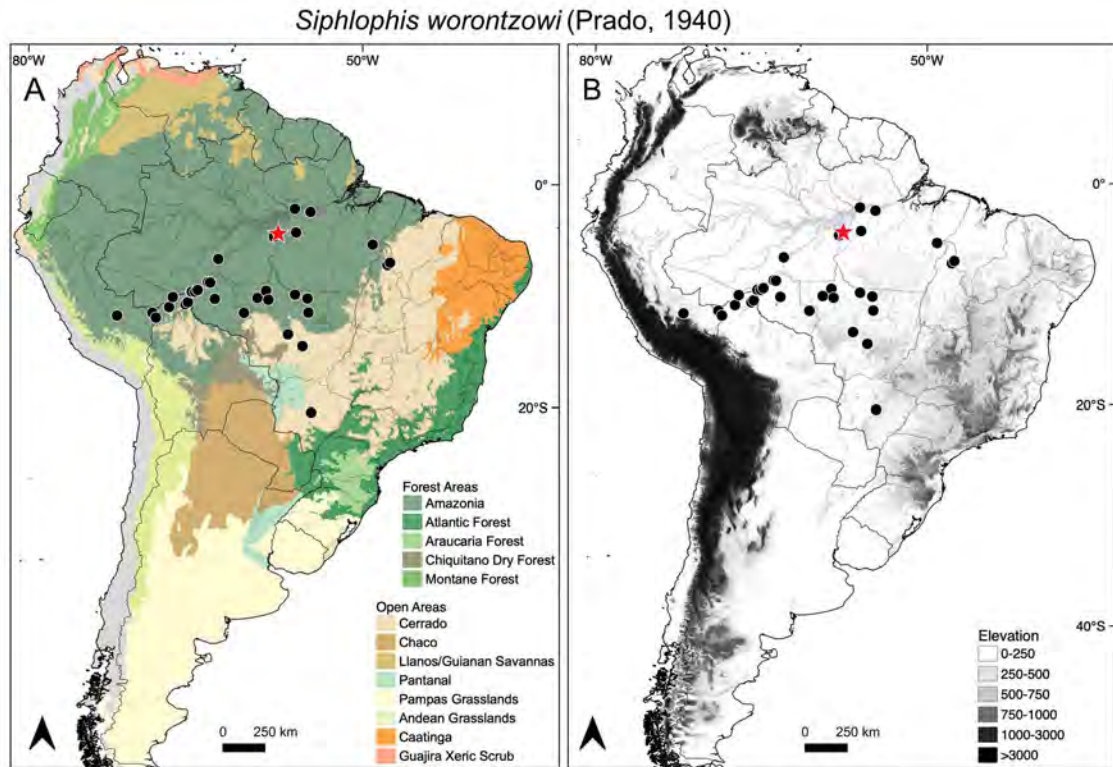 Siphlophis worontzowi (Prado, 1940)
A
80°W
50°W
0°
20°S
Forest Areas
Amazonia
Atlantic Forest
Araucaria Forest
Chiquitano Dry Forest
Montane Forest
Open Areas
Cerrado
Chaco
Llanos/Guianan Savannas
Pantanal
Pampas Grasslands
Andean Grasslands
Caatinga
Guajira Xeric Scrub
0 250 km
B
80°W
50°W
0°
20°S
40°S
Elevation
0-250
250-500
500-750
750-1000
1000-3000
>3000
0 250 km